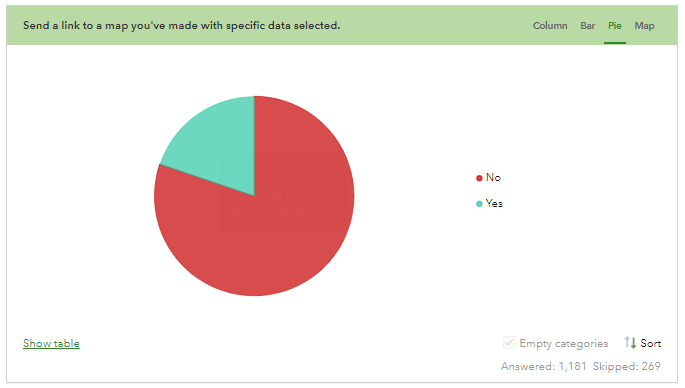 Send a link to a map you've made with specific data selected.
Column Bar Pie Map
No
Yes
Show table
Empty categories Sort
Answered: 1,181 Skipped: 269